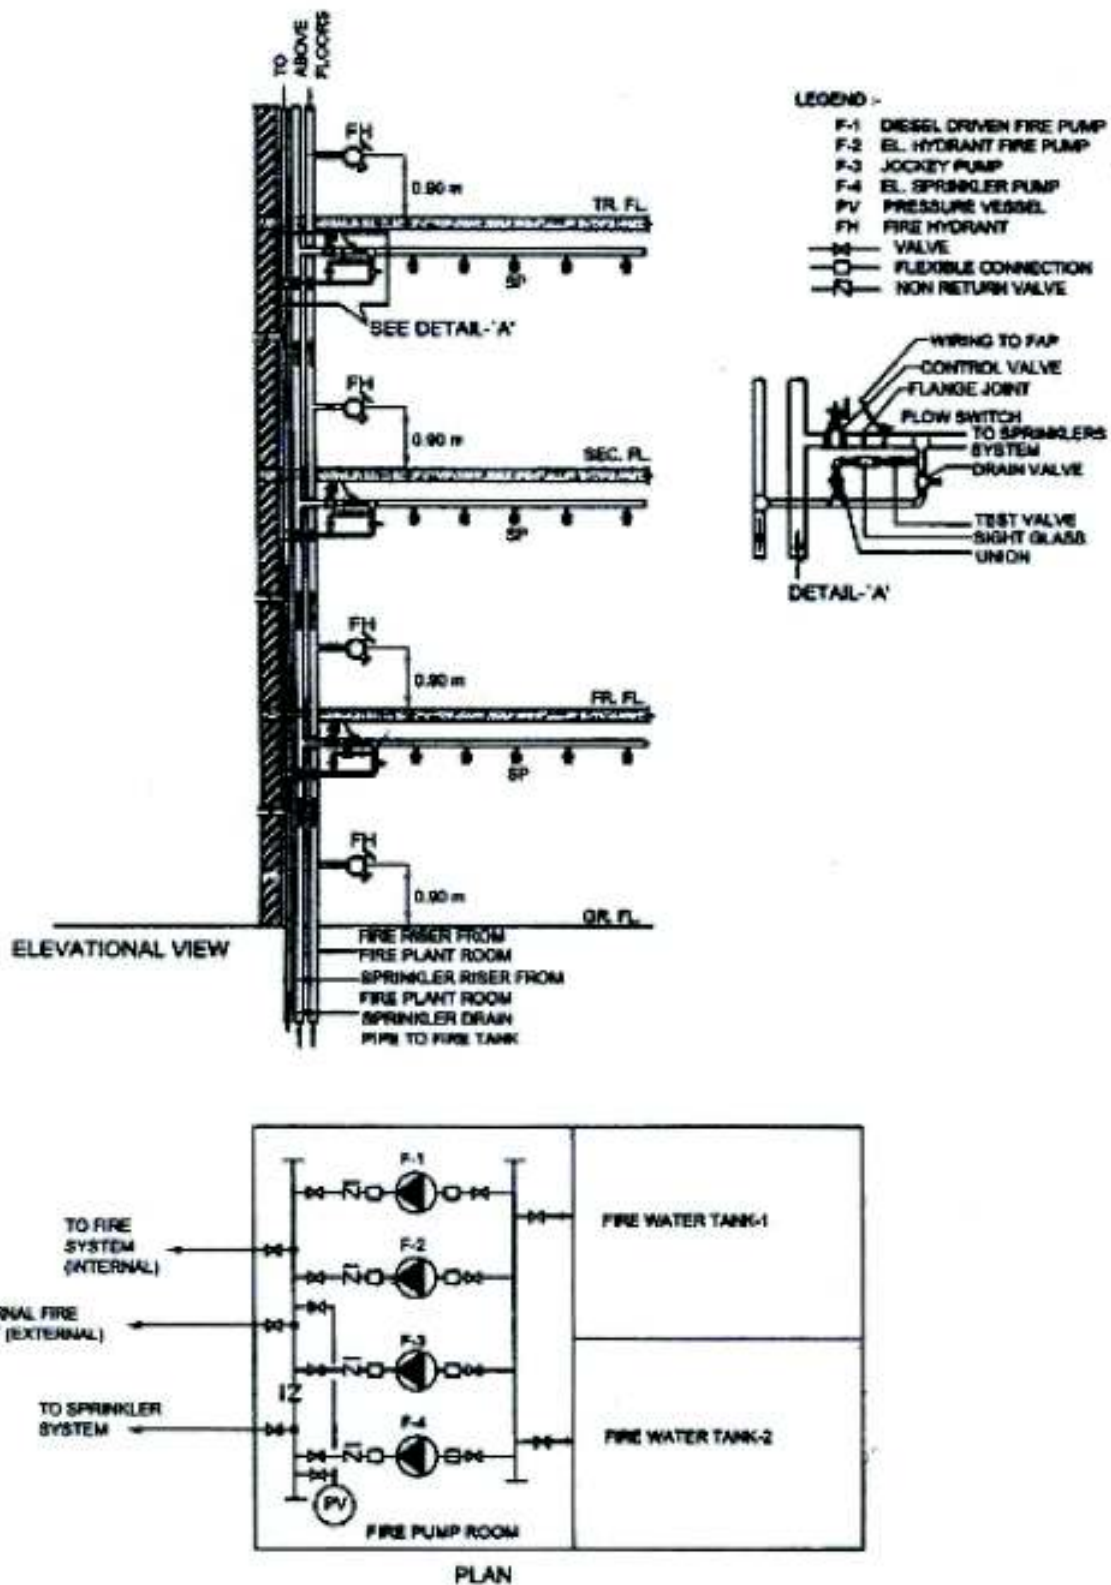 TO
ABOVE
FLOORS
FH
0.90 m
TR. FL.
SP
SEE DETAIL-'A'
FH
0.90 m
SEC. FL.
SP
FH
0.90 m
FR. FL.
SP
FH
0.90 m
GR. FL.
ELEVATIONAL VIEW
FIRE RISER FROM
FIRE PLANT ROOM
SPRINKLER RISER FROM
FIRE PLANT ROOM
SPRINKLER DRAIN
PIPE TO FIRE TANK
LEGEND :-
F-1 DIESEL DRIVEN FIRE PUMP
F-2 EL. HYDRANT FIRE PUMP
F-3 JOCKEY PUMP
F-4 EL. SPRINKLER PUMP
PV PRESSURE VESSEL
FH FIRE HYDRANT
VALVE
FLEXIBLE CONNECTION
NON RETURN VALVE
WIRING TO FAP
CONTROL VALVE
FLANGE JOINT
FLOW SWITCH
TO SPRINKLERS
SYSTEM
DRAIN VALVE
TEST VALVE
SIGHT GLASS
UNION
DETAIL-'A'
F-1
F-2
F-3
F-4
TO FIRE
SYSTEM
(INTERNAL)
RNAL FIRE
(EXTERNAL)
TO SPRINKLER
SYSTEM
PV
FIRE PUMP ROOM
FIRE WATER TANK-1
FIRE WATER TANK-2
PLAN